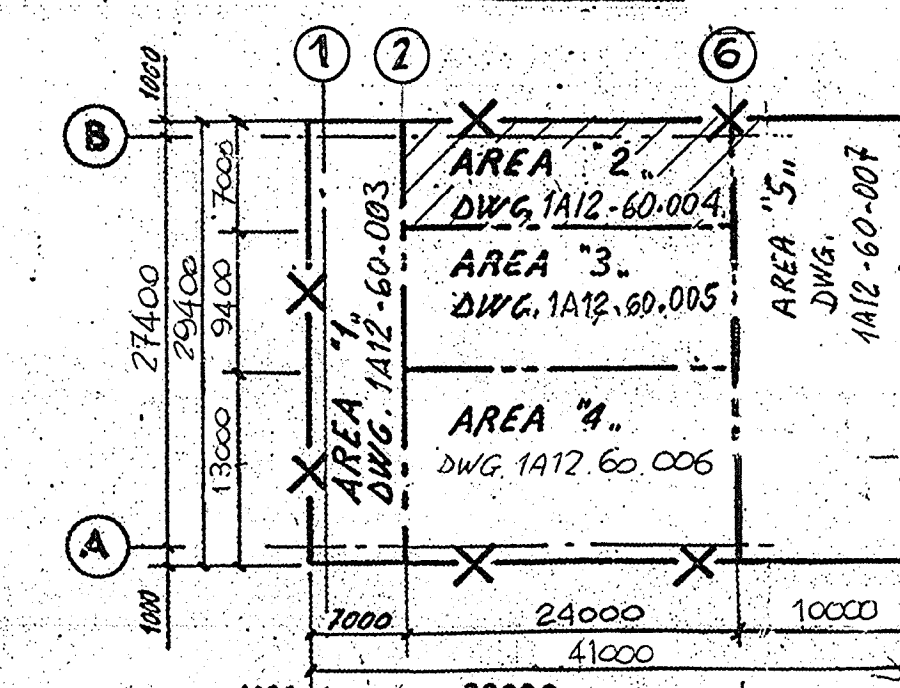 1 2 6
1000
B
AREA "2"
DWG. 1A12-60.004
7000
AREA "3"
DWG. 1A12.60.005
27400
29400
9400
AREA "1"
DWG. 1A12-60-003
AREA "5"
DWG.
1A12-60-007
AREA "4"
DWG. 1A12.60.006
13000
A
1000
7000 24000 10000
41000